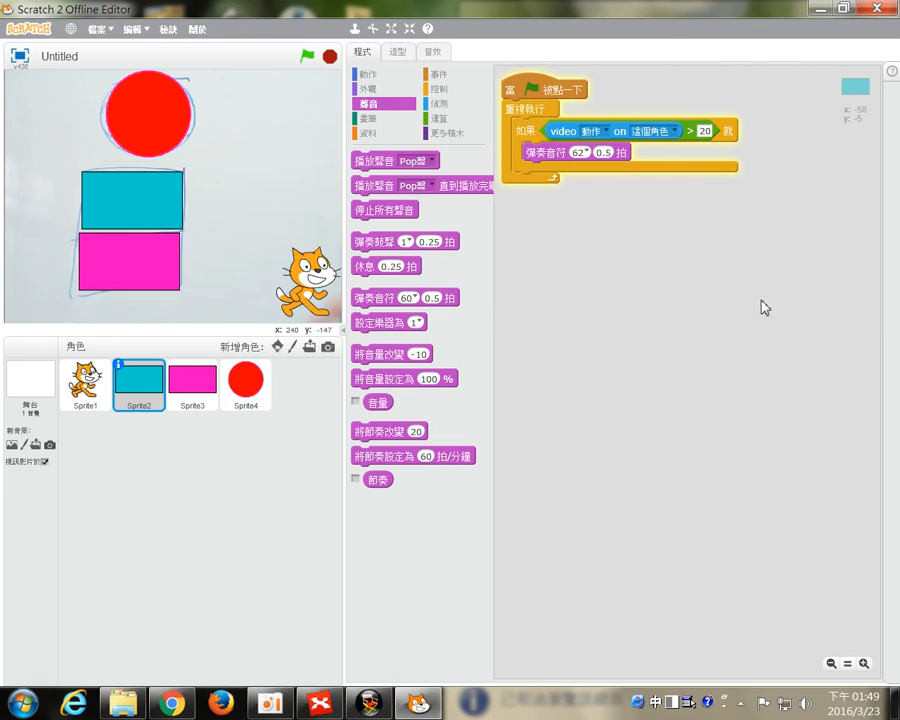 Scratch 2 Offline Editor
SCRATCH 檔案 編輯 秘訣 關於
v438 Untitled
x: 240 y: -147
角色 新增角色:
舞台
1 背景
新背景:
視訊影片於
Sprite1 Sprite2 Sprite3 Sprite4
程式 造型 音效
動作 事件
外觀 控制
聲音 偵測
畫筆 運算
資料 更多積木
播放聲音 Pop聲
播放聲音 Pop聲 直到播放完畢
停止所有聲音
彈奏鼓聲 1 0.25 拍
休息 0.25 拍
彈奏音符 60 0.5 拍
設定樂器為 1
將音量改變 -10
將音量設定為 100 %
音量
將節奏改變 20
將節奏設定為 60 拍/分鐘
節奏
當 被點一下
重複執行
如果 video 動作 on 這個角色 > 20 就
彈奏音符 62 0.5 拍
x: -58
y: -5
中
下午 01:49
2016/3/23